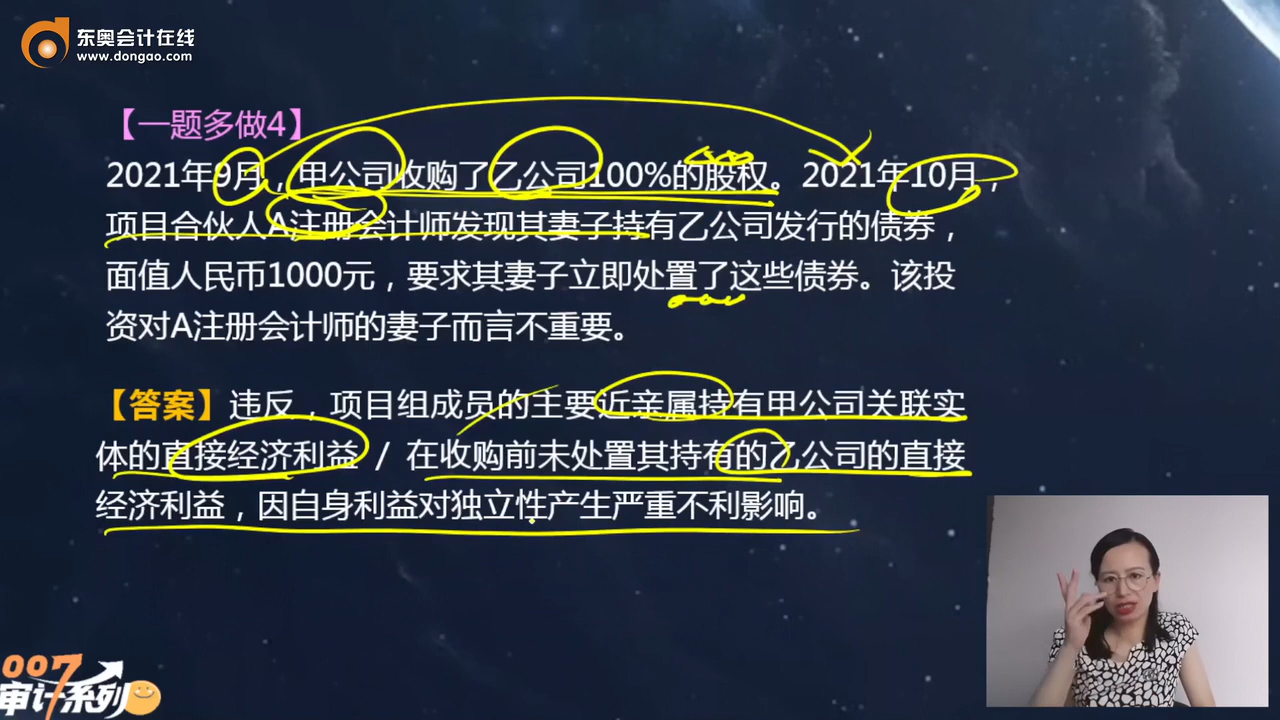 东奥会计在线
www.dongao.com
【一题多做4】
2021年9月，甲公司收购了乙公司100%的股权。2021年10月，
项目合伙人A注册会计师发现其妻子持有乙公司发行的债券，
面值人民币1000元，要求其妻子立即处置了这些债券。该投
资对A注册会计师的妻子而言不重要。
【答案】违反，项目组成员的主要近亲属持有甲公司关联实
体的直接经济利益 / 在收购前未处置其持有的乙公司的直接
经济利益，因自身利益对独立性产生严重不利影响。
007
审计系列